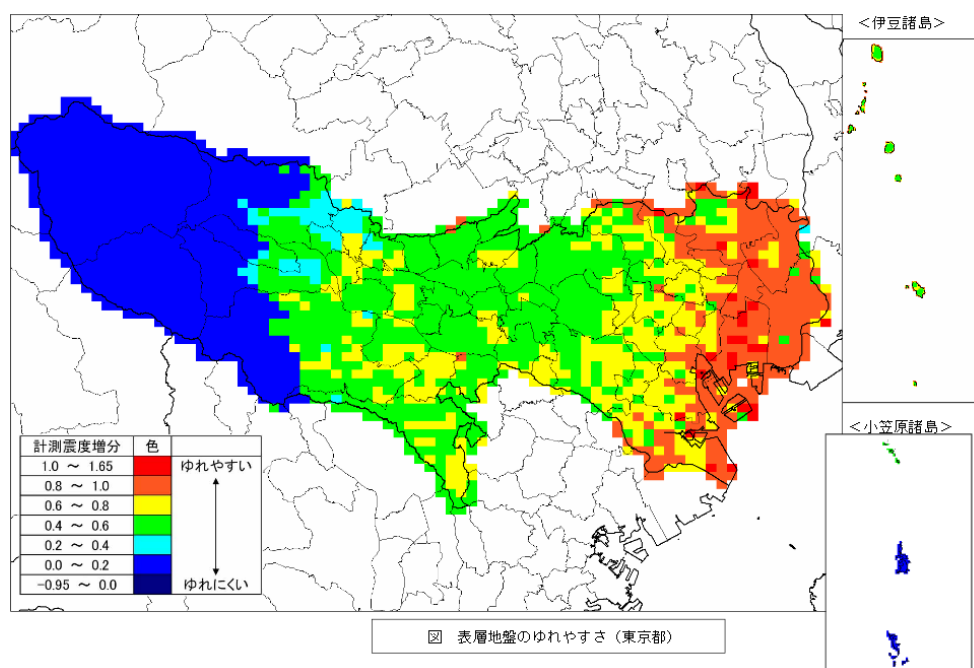 ＜伊豆諸島＞
＜小笠原諸島＞
計測震度増分 色
1.0 ～ 1.65 ゆれやすい
0.8 ～ 1.0
0.6 ～ 0.8
0.4 ～ 0.6
0.2 ～ 0.4
0.0 ～ 0.2
-0.95 ～ 0.0 ゆれにくい
図 表層地盤のゆれやすさ（東京都）